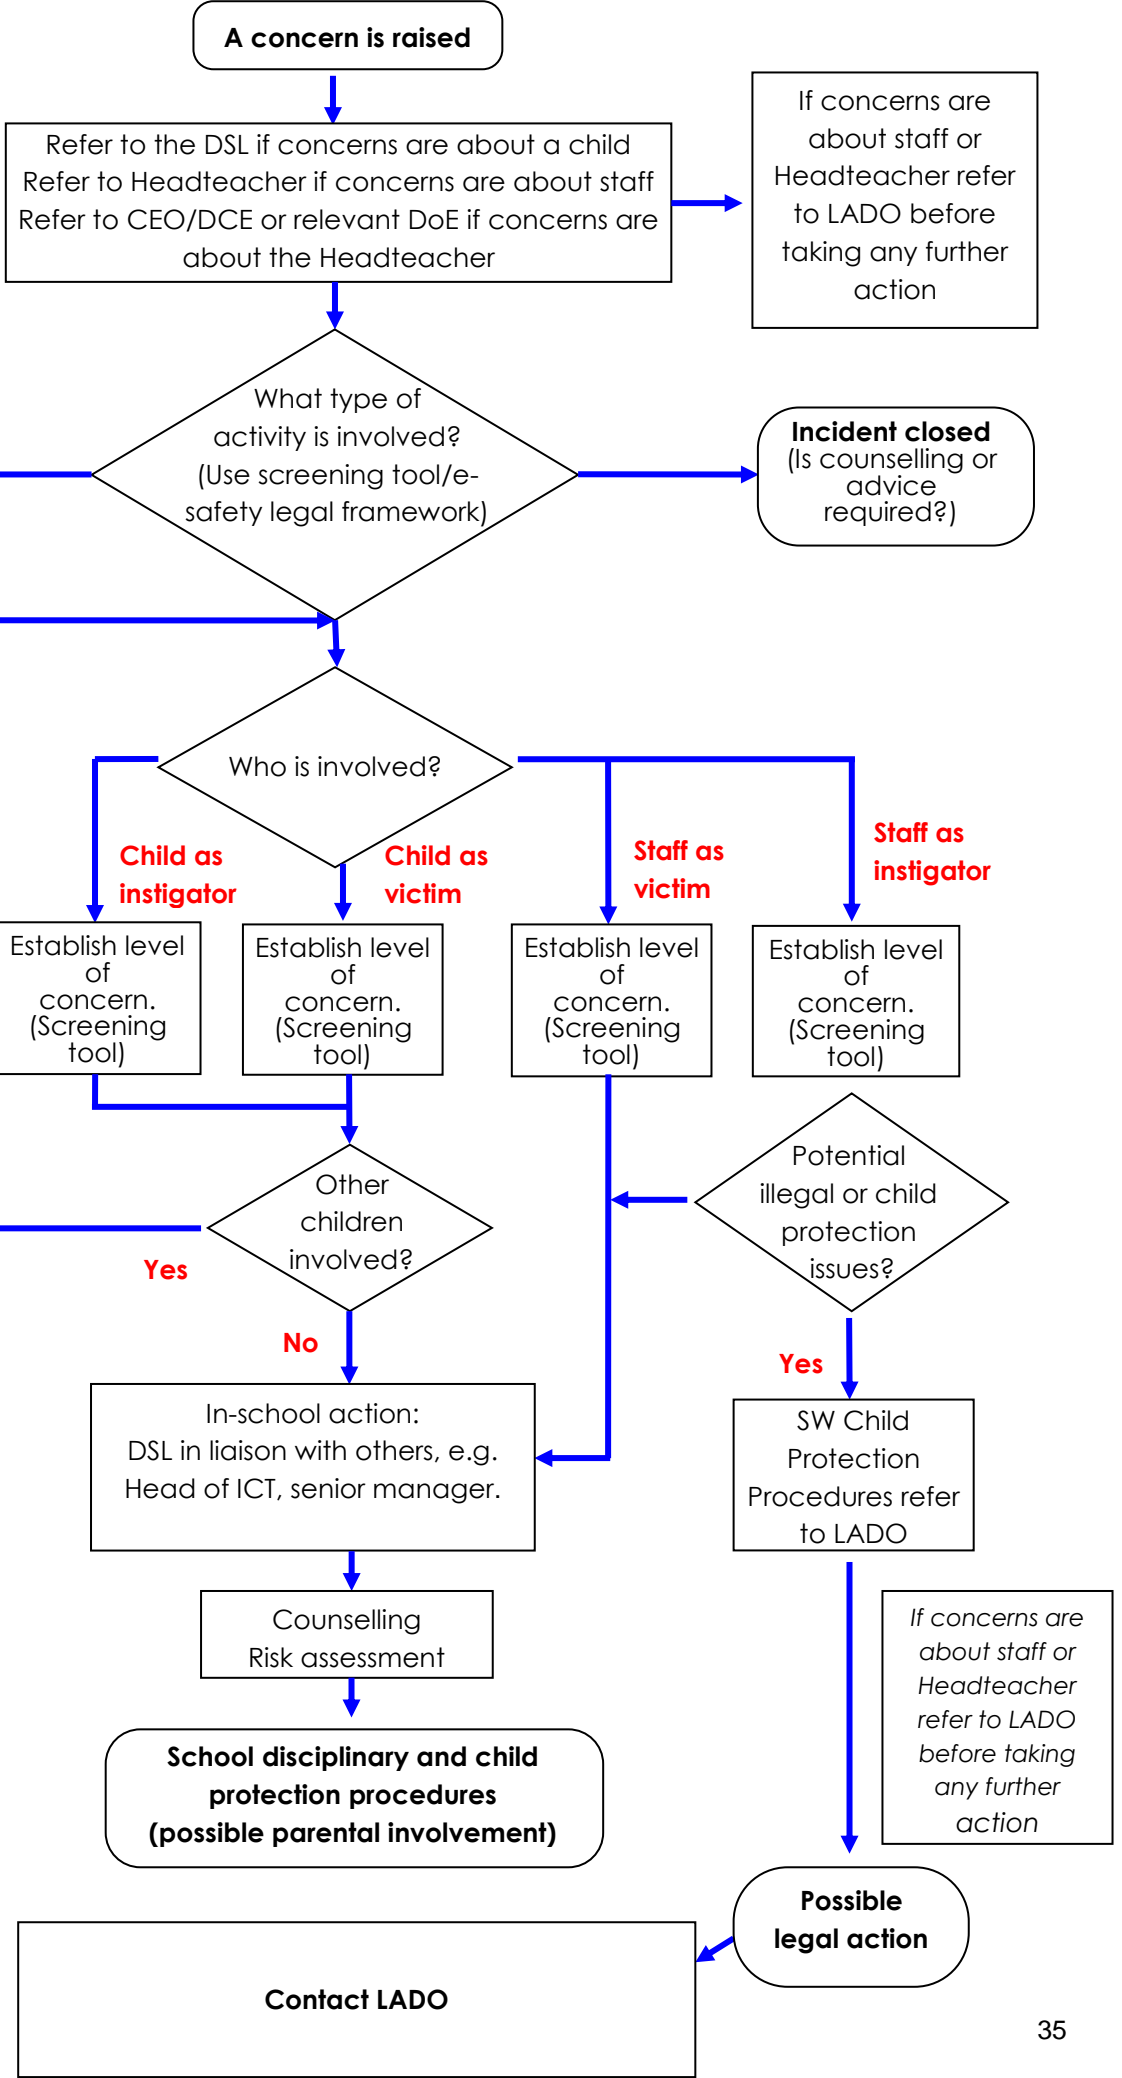 A concern is raised
Refer to the DSL if concerns are about a child
Refer to Headteacher if concerns are about staff
Refer to CEO/DCE or relevant DoE if concerns are
about the Headteacher
If concerns are
about staff or
Headteacher refer
to LADO before
taking any further
action
What type of
activity is involved?
(Use screening tool/e-
safety legal framework)
Incident closed
(Is counselling or
advice
required?)
Who is involved?
Child as
instigator
Child as
victim
Staff as
victim
Staff as
instigator
Establish level
of
concern.
(Screening
tool)
Establish level
of
concern.
(Screening
tool)
Establish level
of
concern.
(Screening
tool)
Establish level
of
concern.
(Screening
tool)
Other
children
involved?
Potential
illegal or child
protection
issues?
Yes
No
Yes
In-school action:
DSL in liaison with others, e.g.
Head of ICT, senior manager.
SW Child
Protection
Procedures refer
to LADO
Counselling
Risk assessment
If concerns are
about staff or
Headteacher
refer to LADO
before taking
any further
action
School disciplinary and child
protection procedures
(possible parental involvement)
Possible
legal action
Contact LADO
35